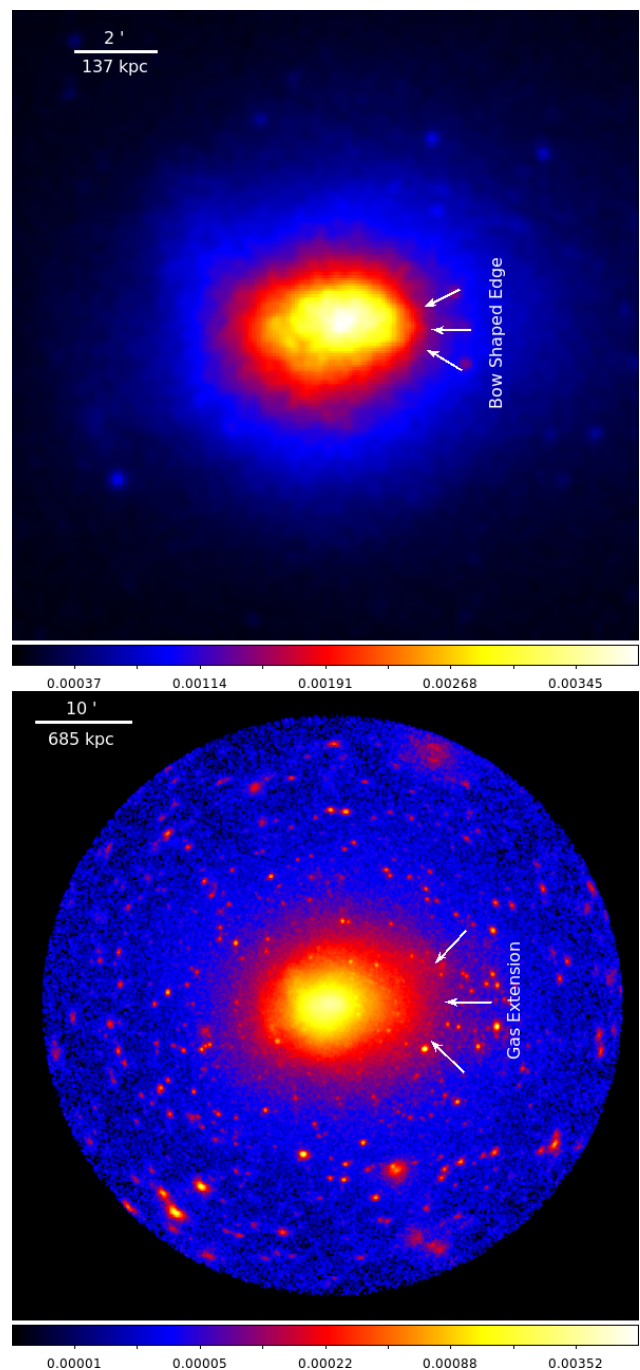 2 '
137 kpc
Bow Shaped Edge
0.00037 0.00114 0.00191 0.00268 0.00345
10 '
685 kpc
Gas Extension
0.00001 0.00005 0.00022 0.00088 0.00352